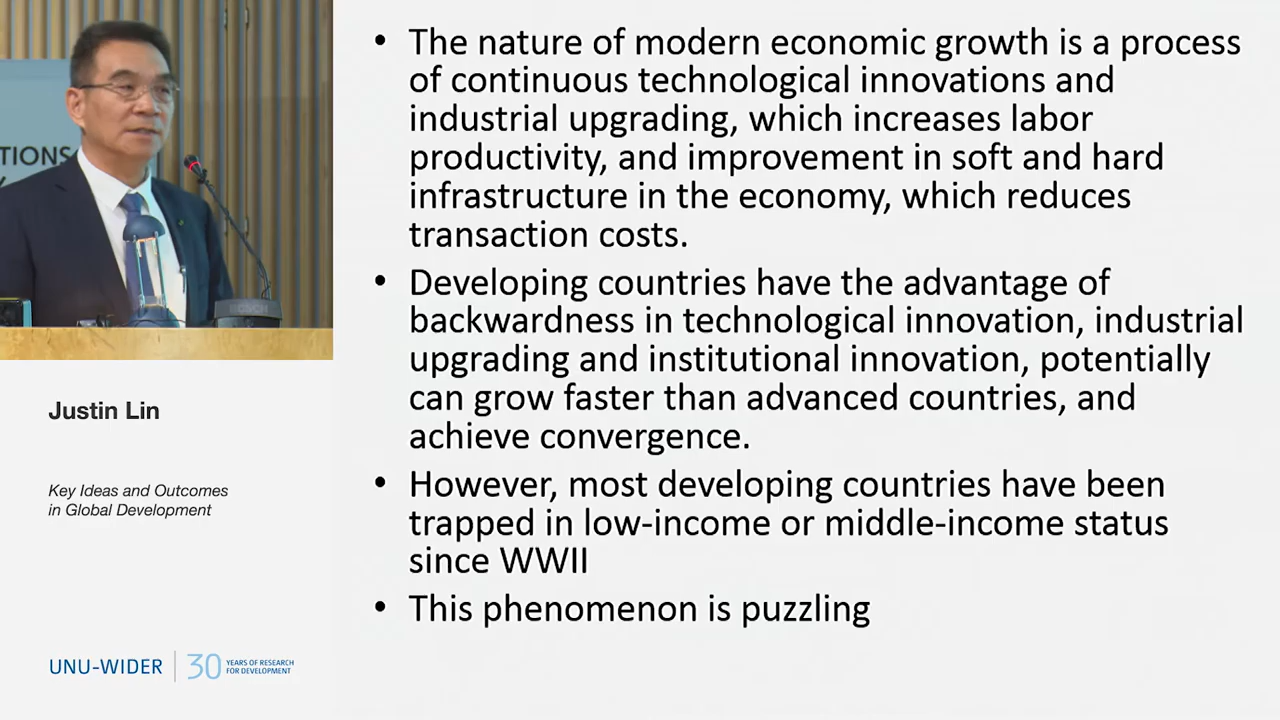 • The nature of modern economic growth is a process
of continuous technological innovations and
industrial upgrading, which increases labor
productivity, and improvement in soft and hard
infrastructure in the economy, which reduces
transaction costs.
• Developing countries have the advantage of
backwardness in technological innovation, industrial
upgrading and institutional innovation, potentially
can grow faster than advanced countries, and
achieve convergence.
• However, most developing countries have been
trapped in low-income or middle-income status
since WWII
• This phenomenon is puzzling
TIONS
Justin Lin
Key Ideas and Outcomes
in Global Development
UNU-WIDER
30
YEARS OF RESEARCH
FOR DEVELOPMENT